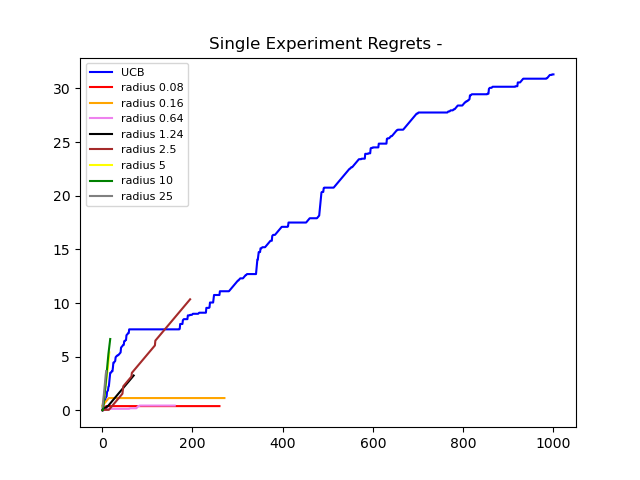 Single Experiment Regrets -
UCB
radius 0.08
radius 0.16
radius 0.64
radius 1.24
radius 2.5
radius 5
radius 10
radius 25
30
25
20
15
10
5
0
0 200 400 600 800 1000